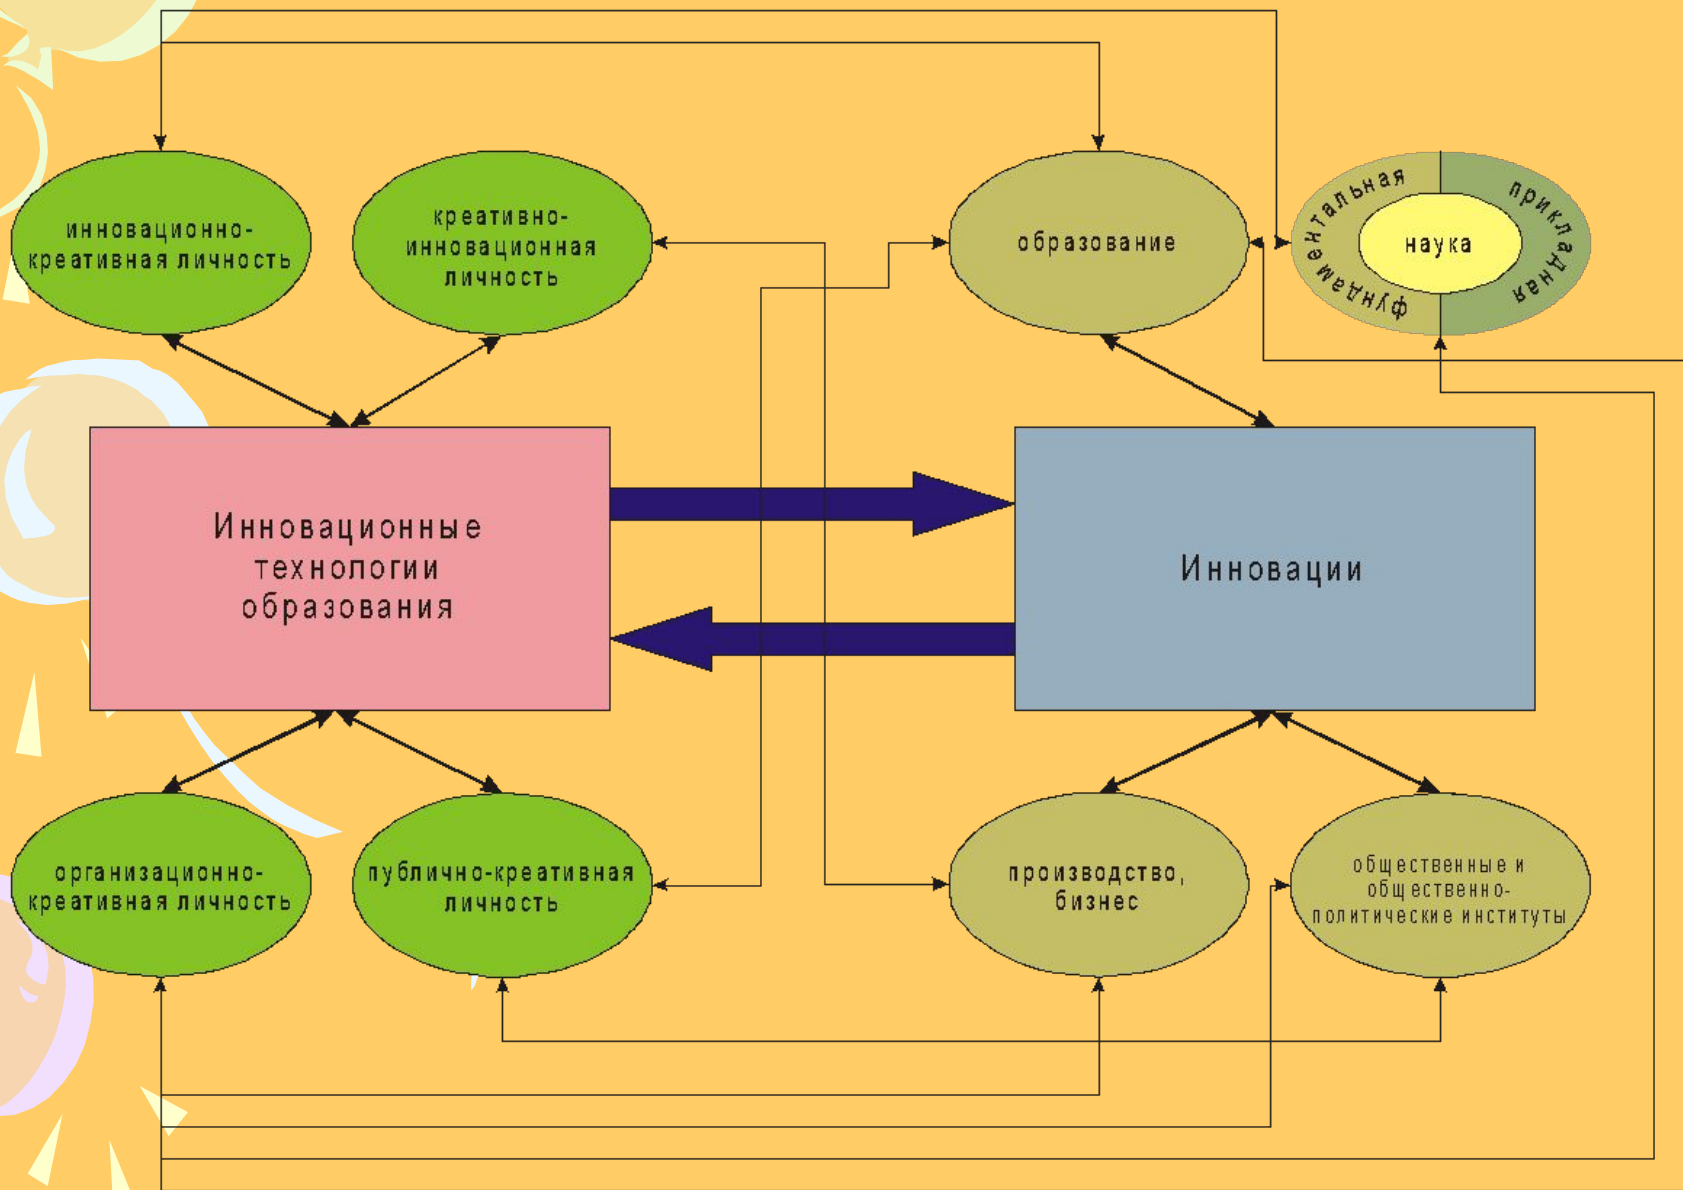 инновационно-
креативная личность
креативно-
инновационная
личность
образование
фундаментальная
прикладная
наука
Инновационные
технологии
образования
Инновации
организационно-
креативная личность
публично-креативная
личность
производство,
бизнес
общественные и
общественно-
политические институты